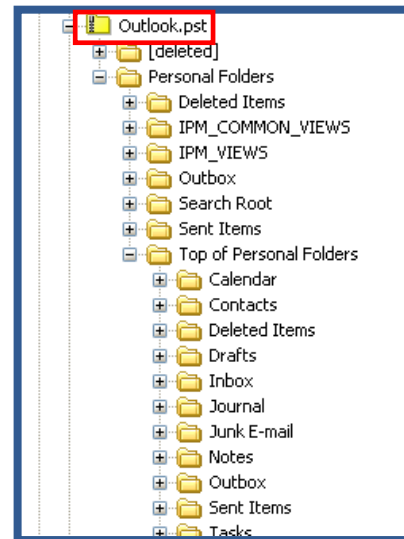 Outlook.pst
[deleted]
Personal Folders
Deleted Items
IPM_COMMON_VIEWS
IPM_VIEWS
Outbox
Search Root
Sent Items
Top of Personal Folders
Calendar
Contacts
Deleted Items
Drafts
Inbox
Journal
Junk E-mail
Notes
Outbox
Sent Items
Tasks